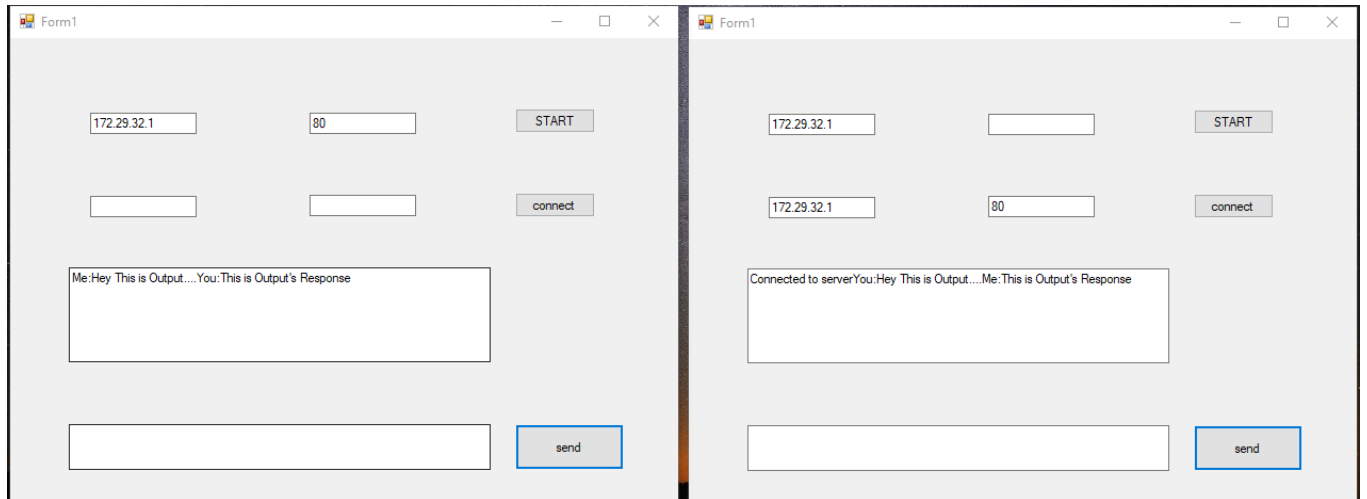 Form1
172.29.32.1 80 START
connect
Me:Hey This is Output....You:This is Output's Response
send
Form1
172.29.32.1 START
172.29.32.1 80 connect
Connected to serverYou:Hey This is Output....Me:This is Output's Response
send